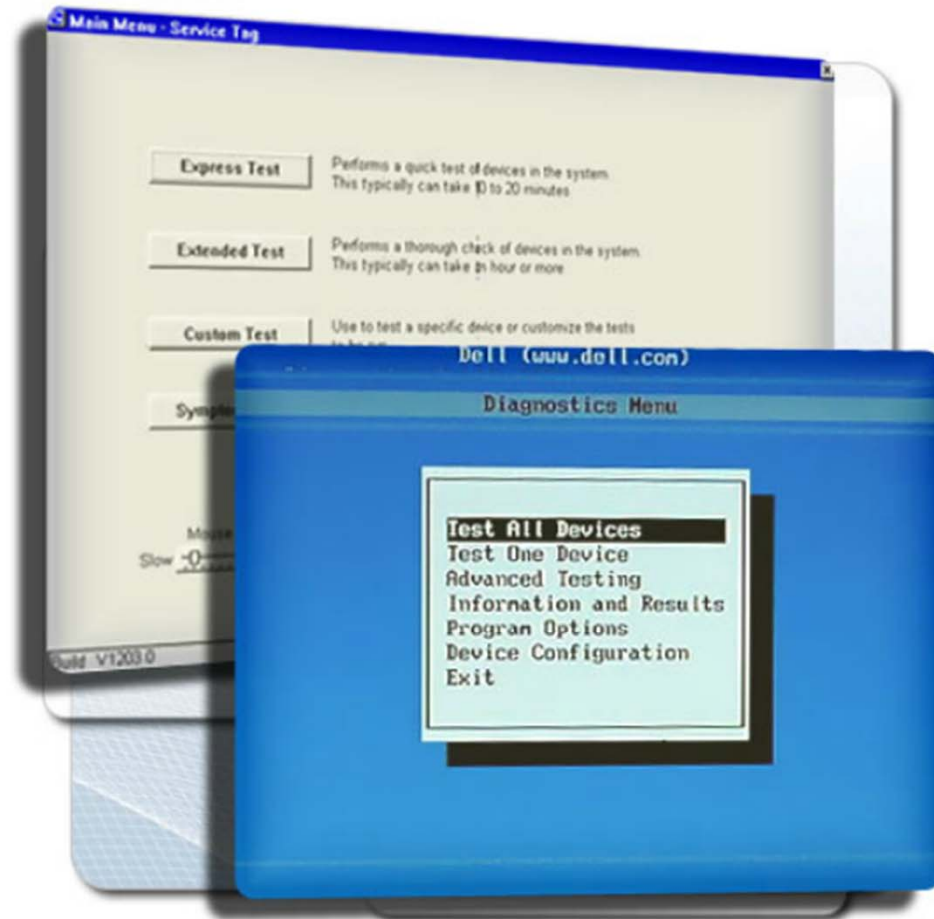 Main Menu - Service Tag
Express Test
Performs a quick test of devices in the system.
This typically can take 10 to 20 minutes
Extended Test
Performs a thorough check of devices in the system.
This typically can take an hour or more
Custom Test
Use to test a specific device or customize the tests
Slow
Build V1203.0
Dell (www.dell.com)
Diagnostics Menu
Test All Devices
Test One Device
Advanced Testing
Information and Results
Program Options
Device Configuration
Exit